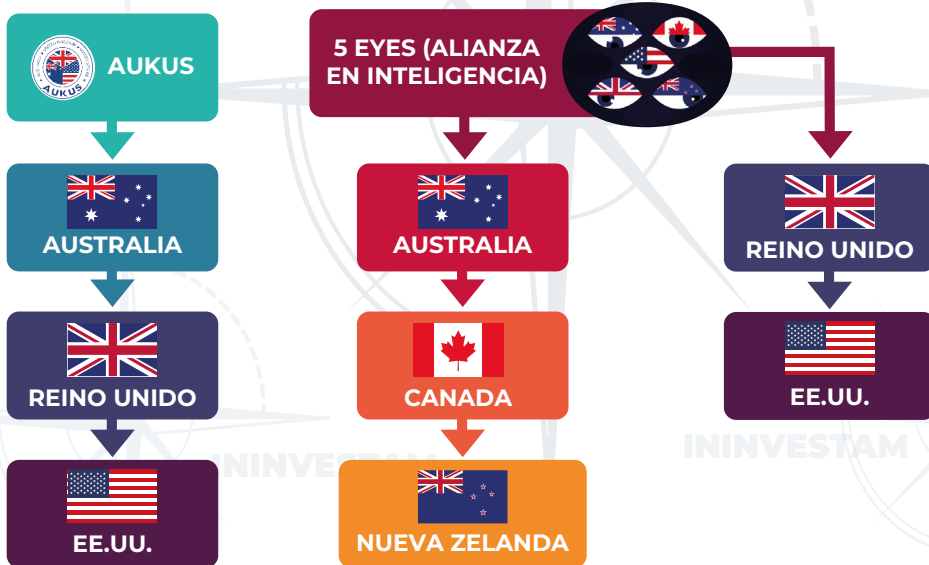 AUKUS
AUKUS
5 EYES (ALIANZA
EN INTELIGENCIA)
AUSTRALIA
AUSTRALIA
REINO UNIDO
REINO UNIDO
CANADA
EE.UU.
ININVESTAM
ININVESTAM
EE.UU.
NUEVA ZELANDA